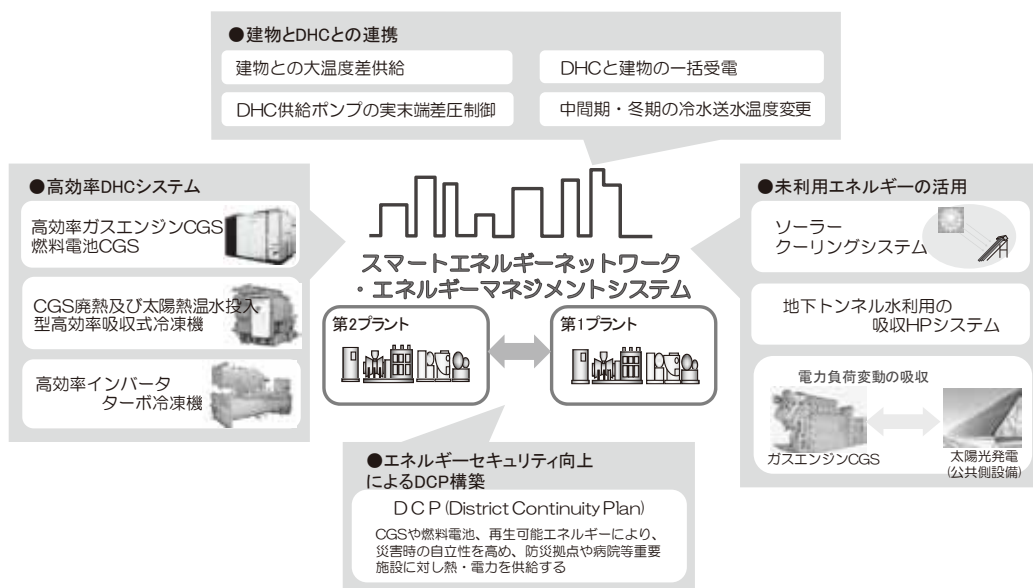 ●建物とDHCとの連携
建物との大温度差供給
DHCと建物の一括受電
DHC供給ポンプの実末端差圧制御
中間期・冬期の冷水送水温度変更
●高効率DHCシステム
高効率ガスエンジンCGS
燃料電池CGS
CGS廃熱及び太陽熱温水投入
型高効率吸収式冷凍機
高効率インバータ
ターボ冷凍機
スマートエネルギーネットワーク
・エネルギーマネジメントシステム
第2プラント
第1プラント
●未利用エネルギーの活用
ソーラー
クーリングシステム
地下トンネル水利用の
吸収HPシステム
電力負荷変動の吸収
ガスエンジンCGS
太陽光発電
(公共側設備)
●エネルギーセキュリティ向上
によるDCP構築
DCP(District Continuity Plan)
CGSや燃料電池、再生可能エネルギーにより、
災害時の自立性を高め、防災拠点や病院等重要
施設に対し熱・電力を供給する